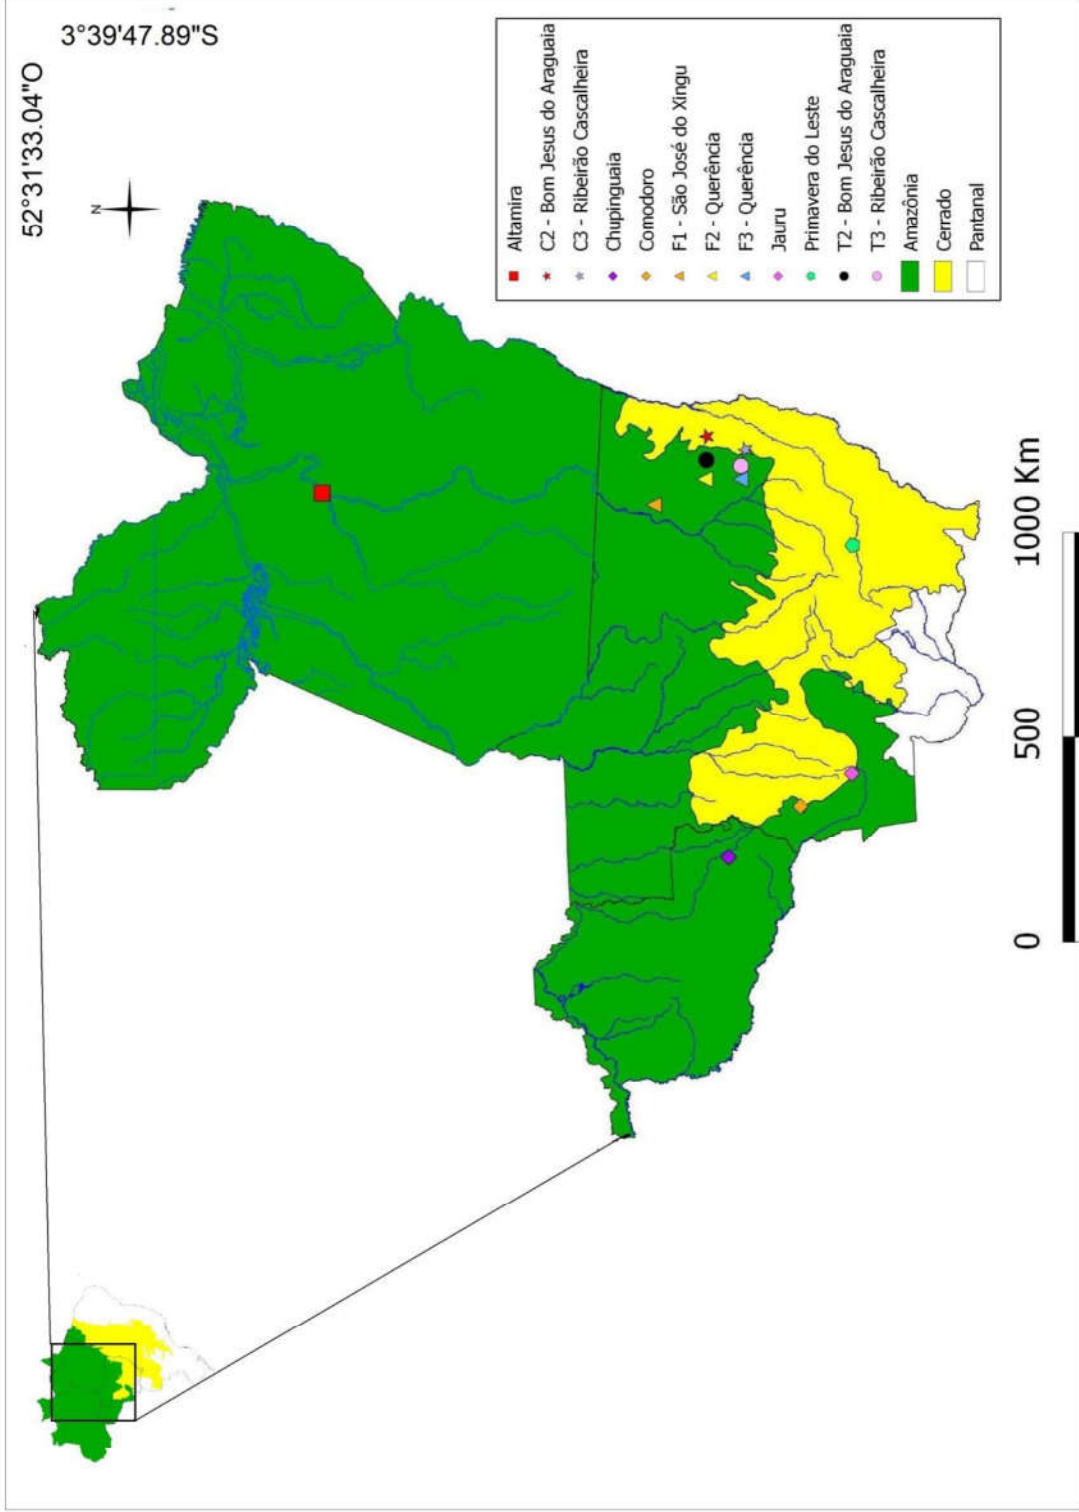 52°31'33.04"O
3°39'47.89"S
N
Altamira
C2 - Bom Jesus do Araguaia
C3 - Ribeirão Cascalheira
Chupinguaia
Comodoro
F1 - São José do Xingu
F2 - Querência
F3 - Querência
Jauru
Primavera do Leste
T2 - Bom Jesus do Araguaia
T3 - Ribeirão Cascalheira
Amazônia
Cerrado
Pantanal
0 500 1000 Km